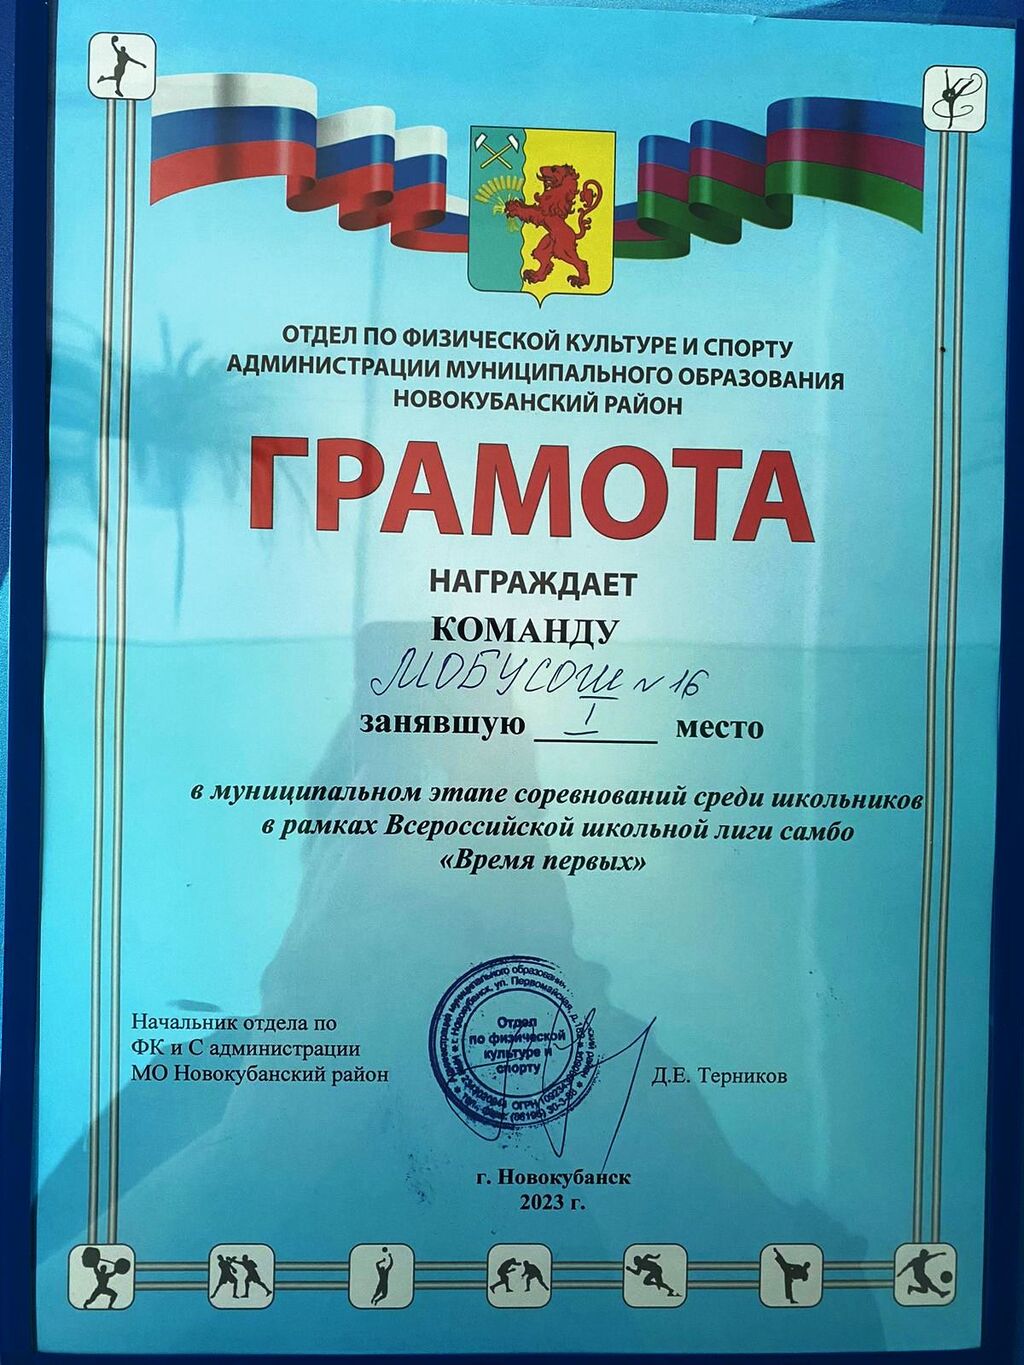 ОТДЕЛ ПО ФИЗИЧЕСКОЙ КУЛЬТУРЕ И СПОРТУ
АДМИНИСТРАЦИИ МУНИЦИПАЛЬНОГО ОБРАЗОВАНИЯ
НОВОКУБАНСКИЙ РАЙОН
ГРАМОТА
НАГРАЖДАЕТ
КОМАНДУ
МОБУСОШ № 16
занявшую I место
в муниципальном этапе соревнований среди школьников
в рамках Всероссийской школьной лиги самбо
«Время первых»
Начальник отдела по
ФК и С администрации
МО Новокубанский район
Отдел
по физической
культуре и
спорту
Д.Е. Терников
г. Новокубанск
2023 г.